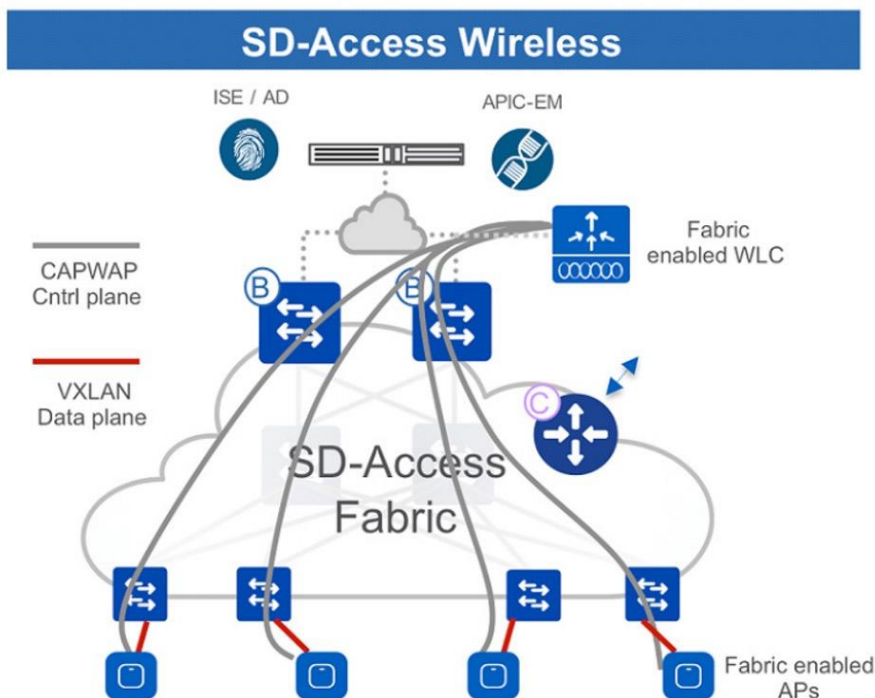 SD-Access Wireless
ISE / AD
APIC-EM
Fabric
enabled WLC
CAPWAP
Cntrl plane
B
B
VXLAN
Data plane
C
SD-Access
Fabric
Fabric enabled
APs